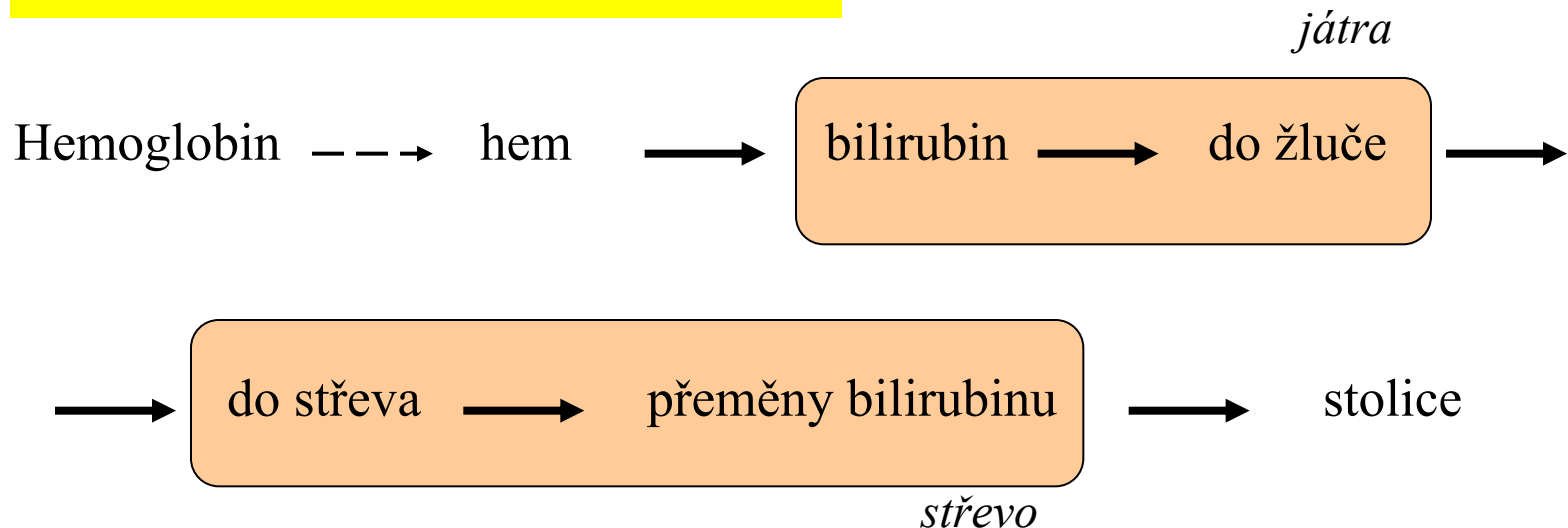 játra
Hemoglobin hem bilirubin do žluče
do střeva přeměny bilirubinu stolice
střevo